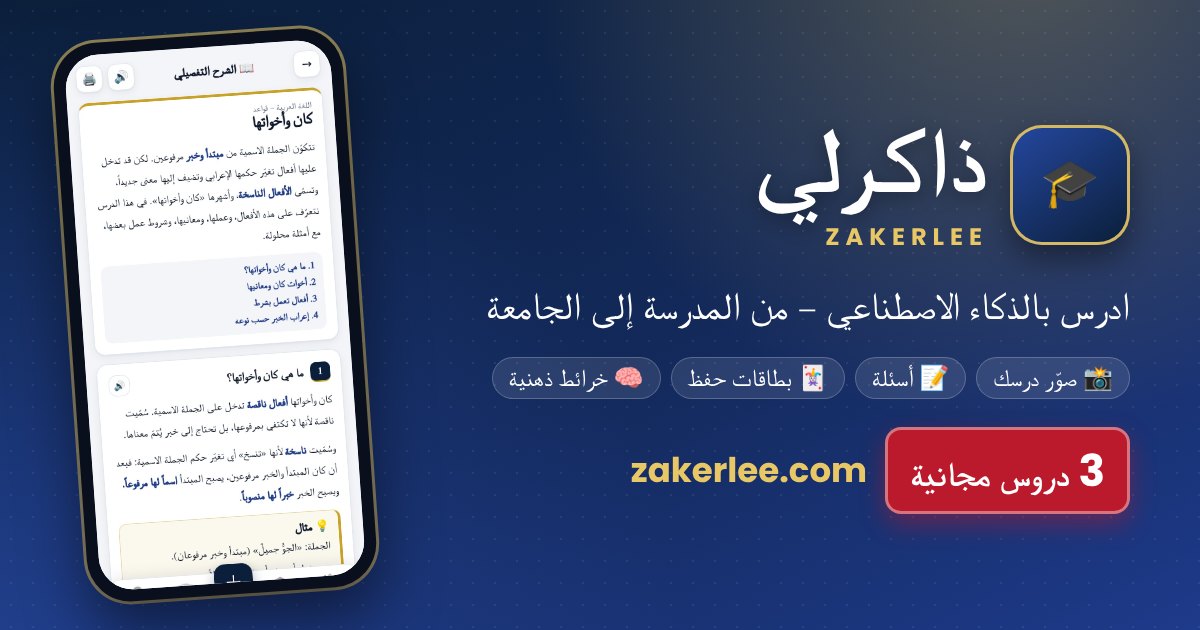 ذاكرلي
ZAKERLEE
ادرس بالذكاء الاصطناعي – من المدرسة إلى الجامعة
📸 صوّر درسك
📝 أسئلة
🃏 بطاقات حفظ
🧠 خرائط ذهنية
3 دروس مجانية
zakerlee.com
📖 الشرح التفصيلي
اللغة العربية – قواعد
كان وأخواتها
تتكوّن الجملة الاسمية من مبتدأ وخبر مرفوعين. لكن قد تدخل
عليها أفعال تغيّر حكمها الإعرابي وتضيف إليها معنى جديداً.
وتسمّى الأفعال الناسخة، وأشهرها «كان وأخواتها». في هذا الدرس
نتعرّف على هذه الأفعال، وعملها، ومعانيها، وشروط عمل بعضها،
مع أمثلة محلولة.
1. ما هي كان وأخواتها؟
2. أخوات كان ومعانيها
3. أفعال تعمل بشرط
4. إعراب الخبر حسب نوعه
1 ما هي كان وأخواتها؟
كان وأخواتها أفعال ناقصة تدخل على الجملة الاسمية. سُمّيت
ناقصة لأنها لا تكتفي بمرفوعها، بل تحتاج إلى خبر يُتمّ معناها.
وسُمّيت ناسخة لأنها «تنسخ» أي تغيّر حكم الجملة الاسمية: فبعد
أن كان المبتدأ والخبر مرفوعين، يصبح المبتدأ اسماً لها مرفوعاً،
ويصبح الخبر خبراً لها منصوباً.
💡 مثال
الجملة: «الجوُّ جميلٌ» (مبتدأ وخبر مرفوعان).